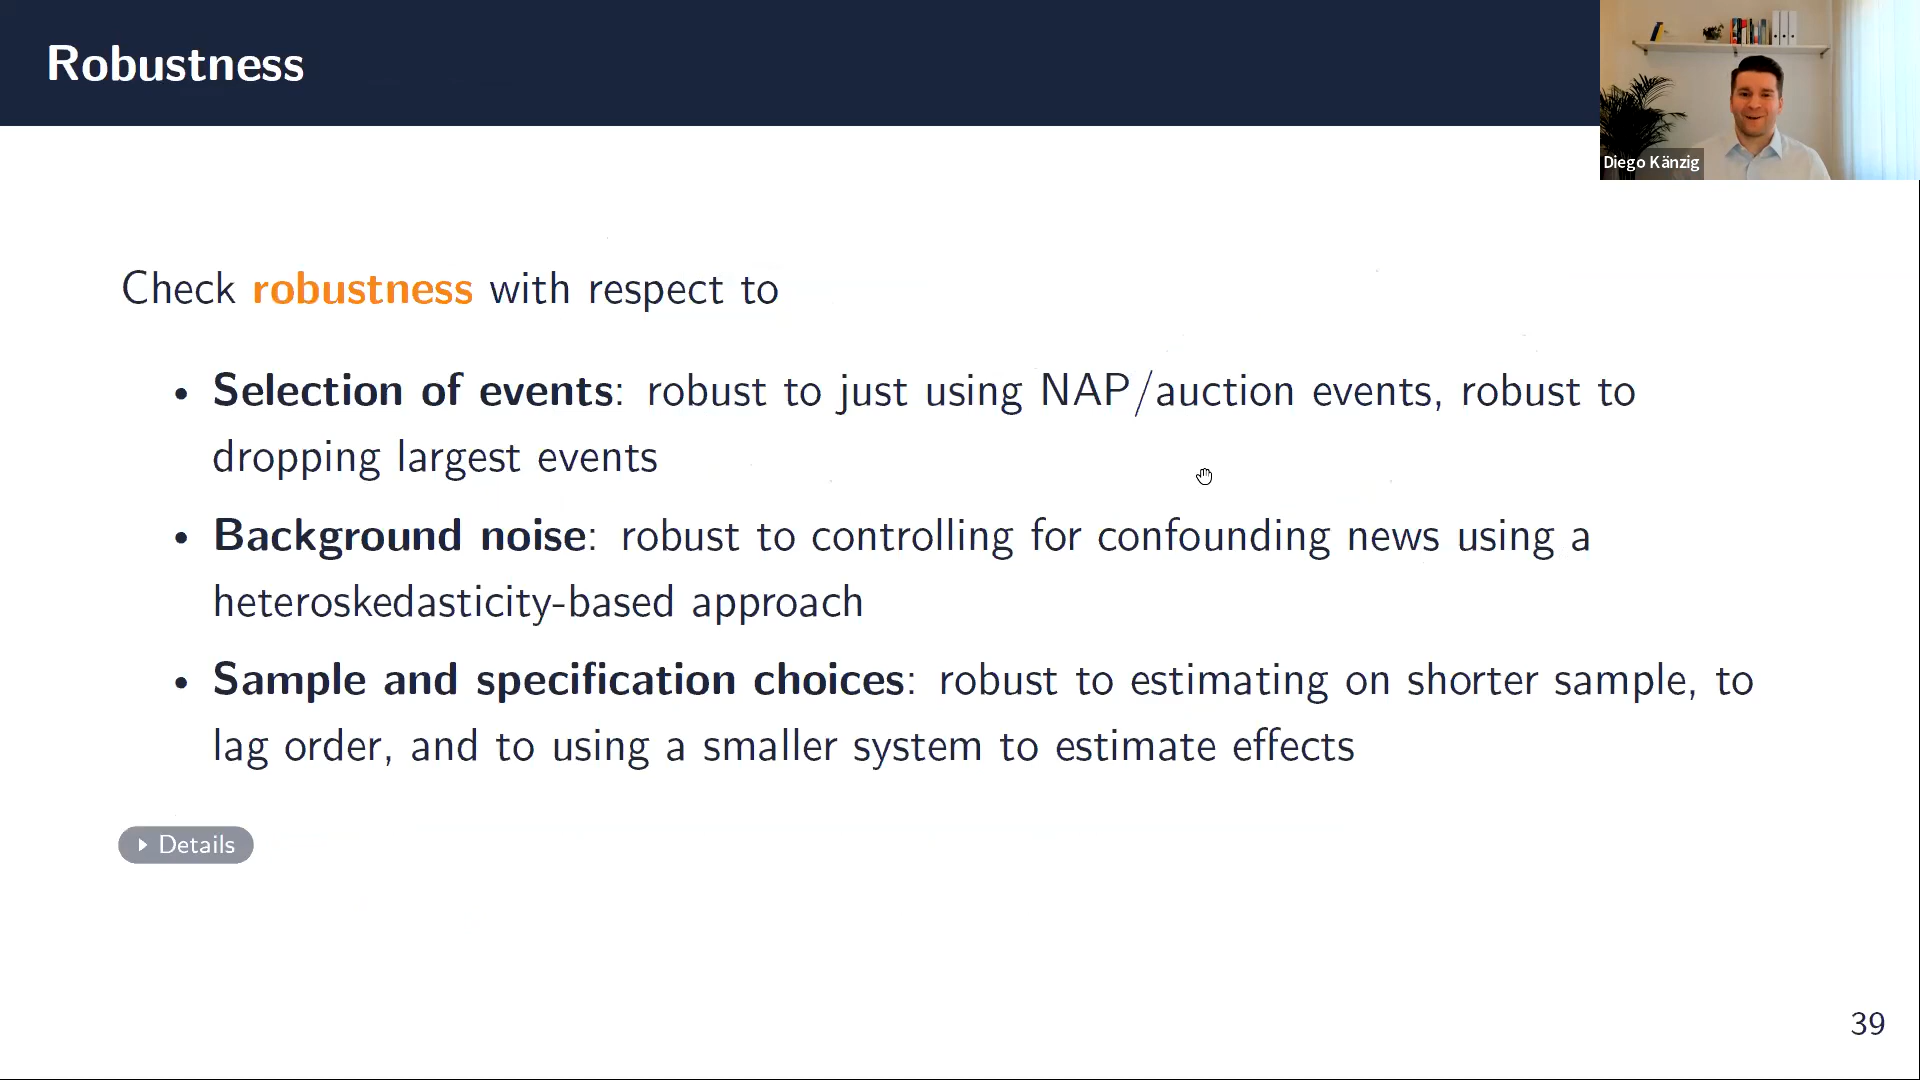 Robustness
Diego Känzig
Check robustness with respect to
• Selection of events: robust to just using NAP/auction events, robust to
dropping largest events
• Background noise: robust to controlling for confounding news using a
heteroskedasticity-based approach
• Sample and specification choices: robust to estimating on shorter sample, to
lag order, and to using a smaller system to estimate effects
Details
39